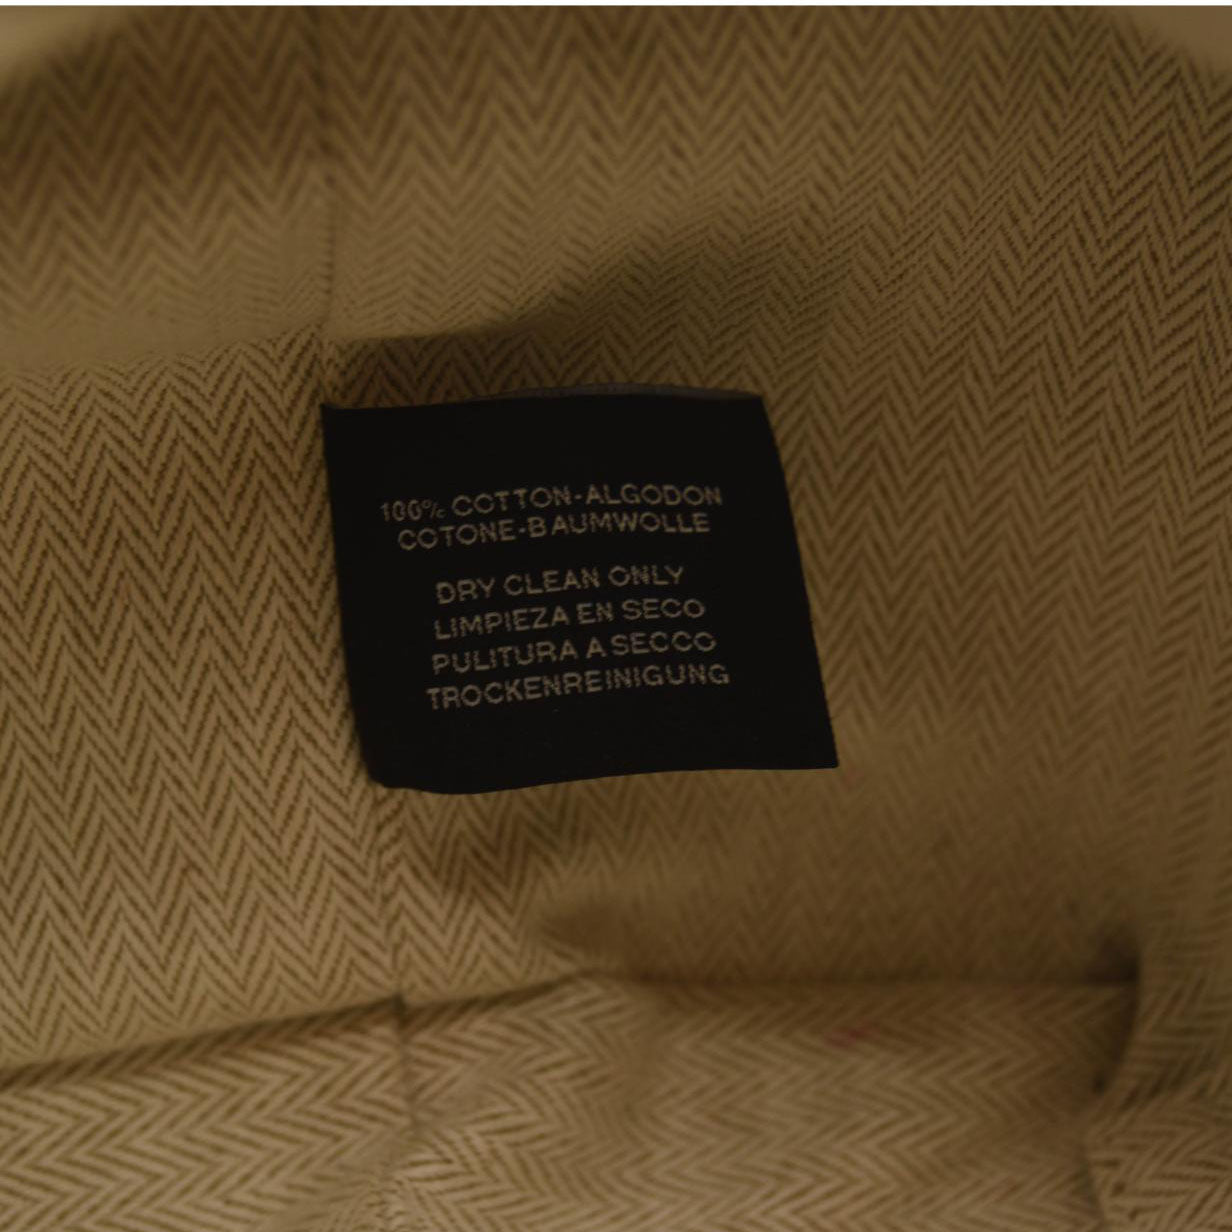 100% COTTON-ALGODON
COTONE-BAUMWOLLE
DRY CLEAN ONLY
LIMPIEZA EN SECO
PULITURA A SECCO
TROCKENREINIGUNG